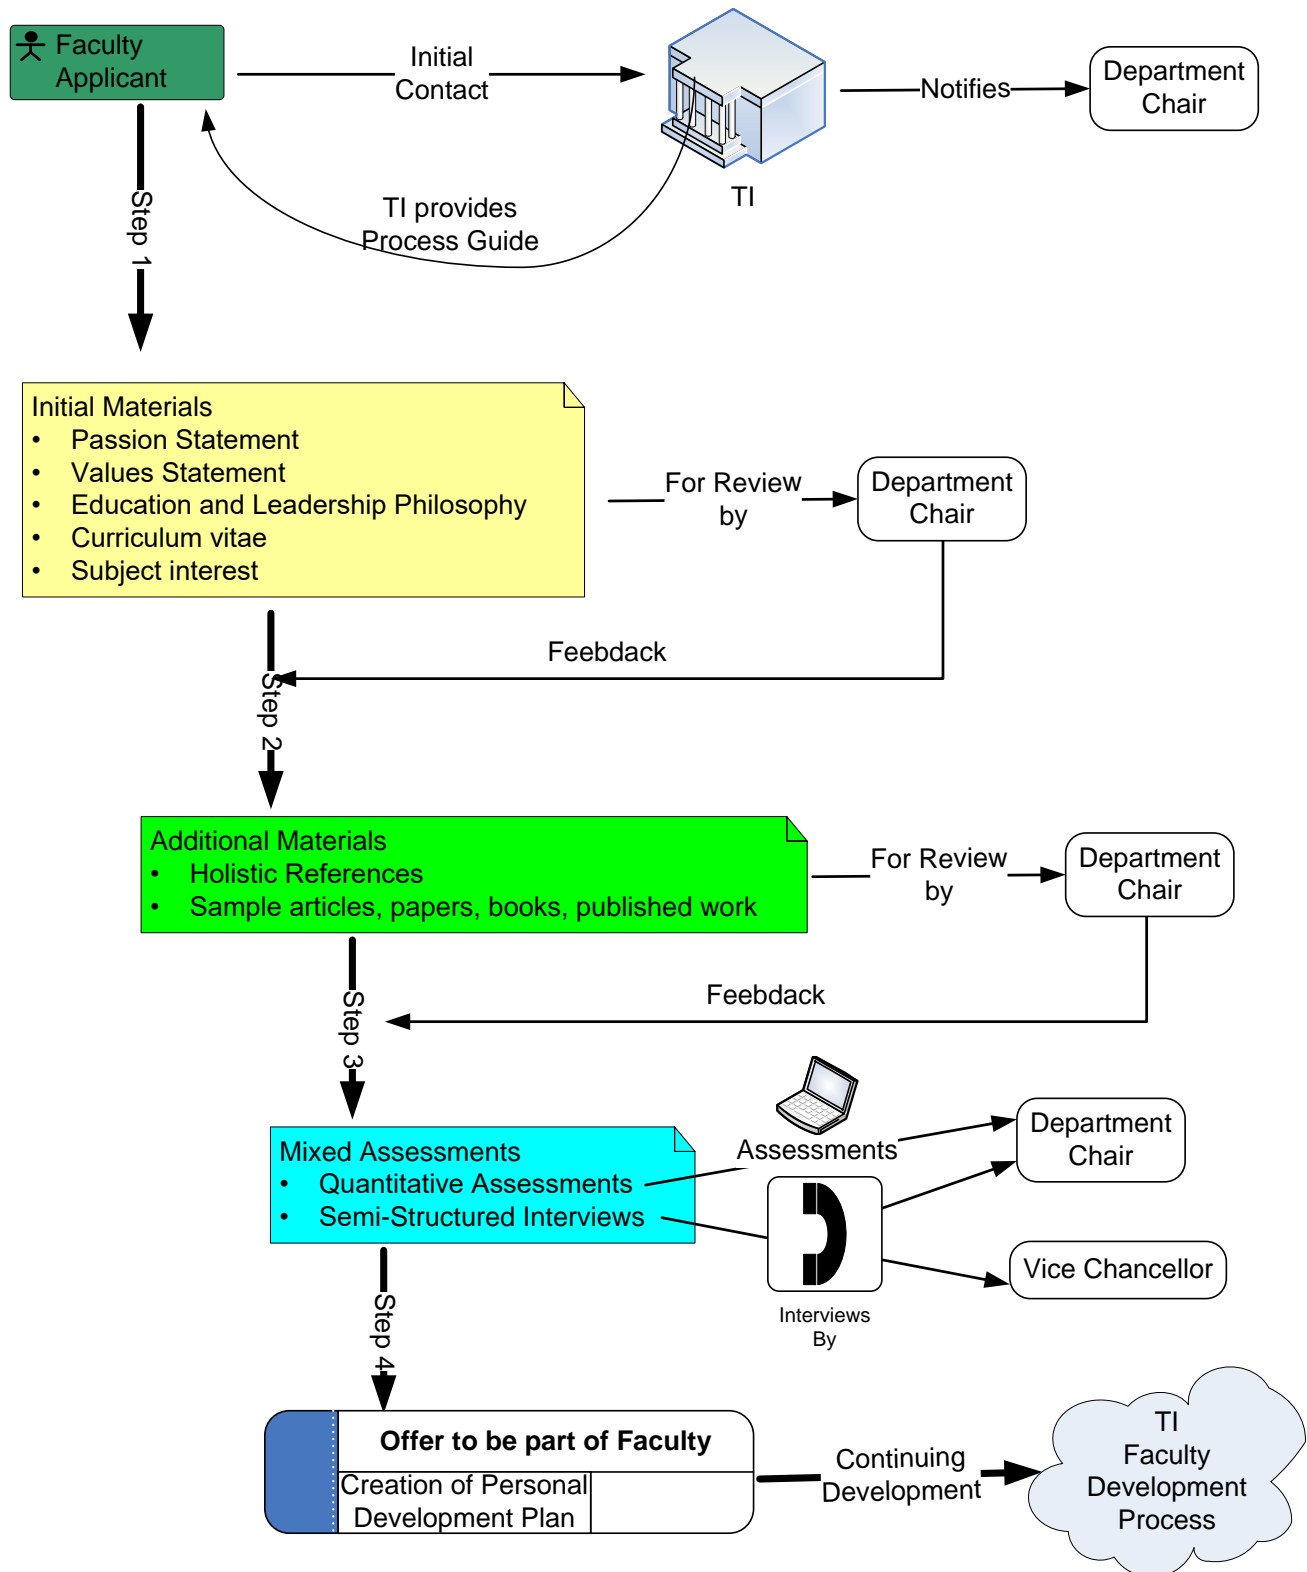 Faculty
Applicant
Initial
Contact
TI
Notifies
Department
Chair
TI provides
Process Guide
Step 1
Initial Materials
• Passion Statement
• Values Statement
• Education and Leadership Philosophy
• Curriculum vitae
• Subject interest
For Review
by
Department
Chair
Feebdack
Step 2
Additional Materials
• Holistic References
• Sample articles, papers, books, published work
For Review
by
Department
Chair
Feebdack
Step 3
Mixed Assessments
• Quantitative Assessments
• Semi-Structured Interviews
Assessments
Department
Chair
Interviews
By
Vice Chancellor
Step 4
Offer to be part of Faculty
Creation of Personal
Development Plan
Continuing
Development
TI
Faculty
Development
Process